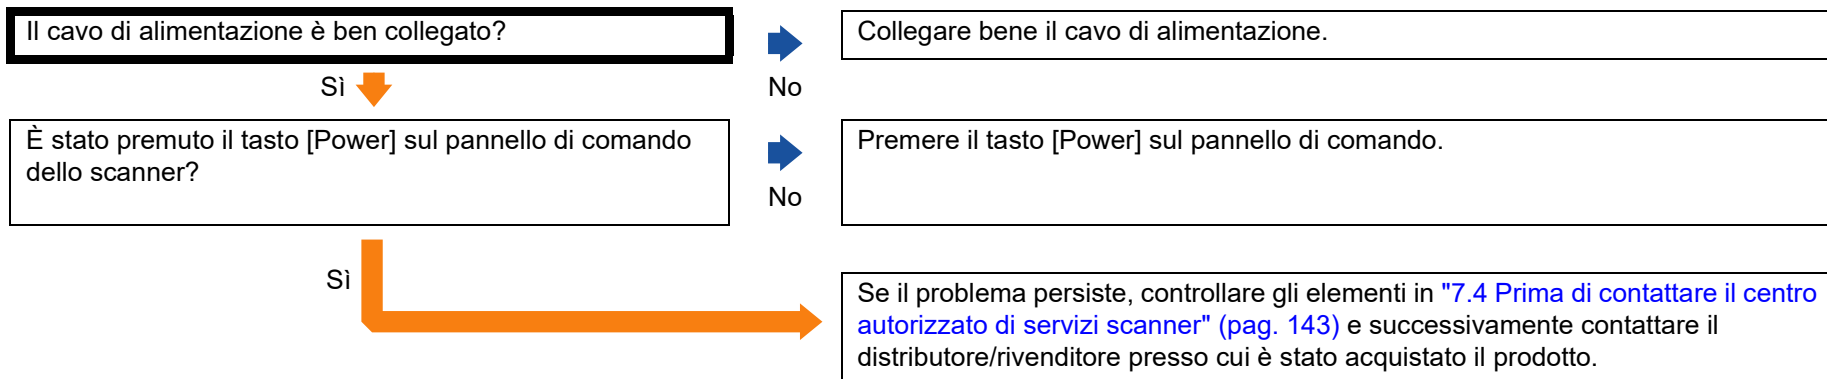 Il cavo di alimentazione è ben collegato?
Collegare bene il cavo di alimentazione.
Sì
No
È stato premuto il tasto [Power] sul pannello di comando
dello scanner?
Premere il tasto [Power] sul pannello di comando.
No
Sì
Se il problema persiste, controllare gli elementi in "7.4 Prima di contattare il centro
autorizzato di servizi scanner" (pag. 143) e successivamente contattare il
distributore/rivenditore presso cui è stato acquistato il prodotto.